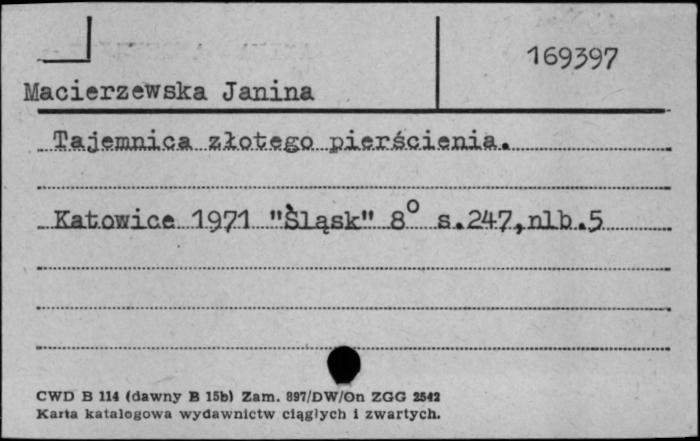 169397
Macierzewska Janina
Tajemnica złotego pierścienia.
Katowice 1971 "Śląsk" 8° s.247,nlb.5
CWD B 114 (dawny B 15b) Zam. 897/DW/On ZGG 2542
Karta katalogowa wydawnictw ciągłych i zwartych.